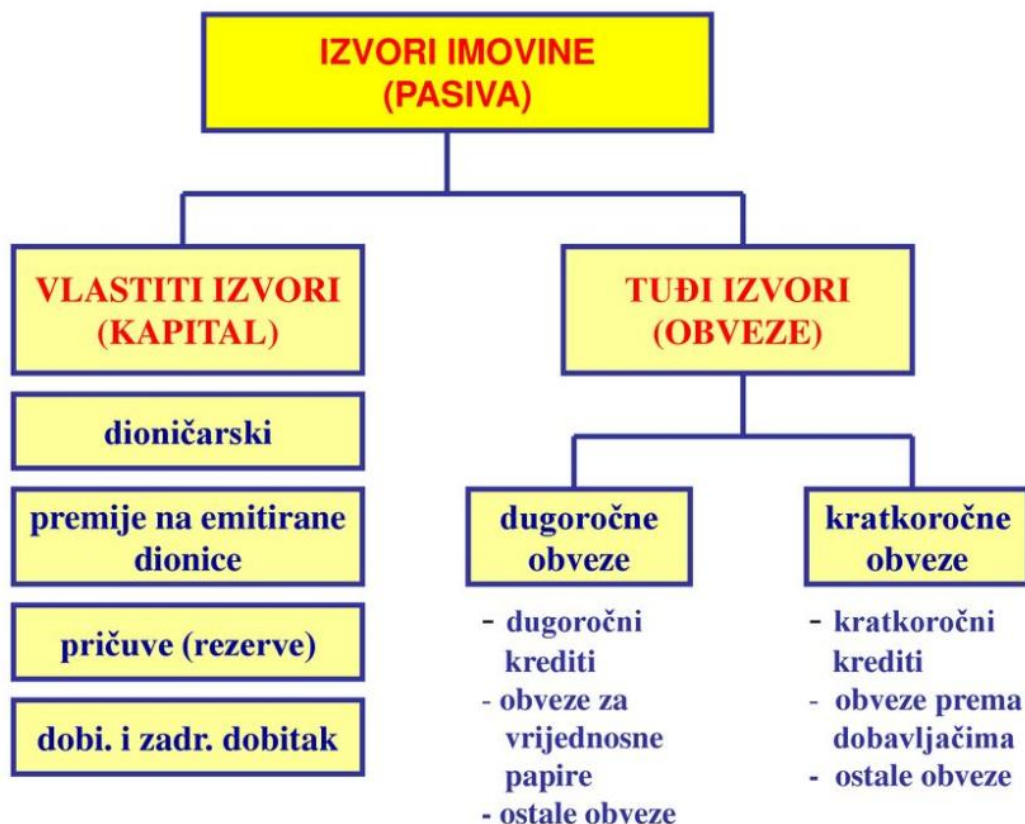 IZVORI IMOVINE
(PASIVA)
VLASTITI IZVORI
(KAPITAL)
dioničarski
premije na emitirane
dionice
pričuve (rezerve)
dobi. i zadr. dobitak
TUĐI IZVORI
(OBVEZE)
dugoročne
obveze
- dugoročni
krediti
- obveze za
vrijednosne
papire
- ostale obveze
kratkoročne
obveze
- kratkoročni
krediti
- obveze prema
dobavljačima
- ostale obveze